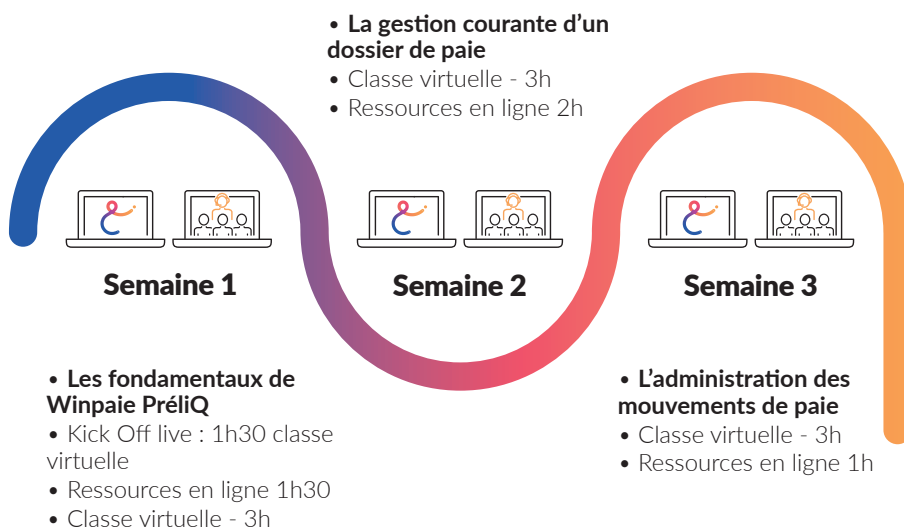 • La gestion courante d'un
dossier de paie
• Classe virtuelle - 3h
• Ressources en ligne 2h
Semaine 1
Semaine 2
Semaine 3
• Les fondamentaux de
Winpaie PréliQ
• Kick Off live : 1h30 classe
virtuelle
• Ressources en ligne 1h30
• Classe virtuelle - 3h
• L'administration des
mouvements de paie
• Classe virtuelle - 3h
• Ressources en ligne 1h